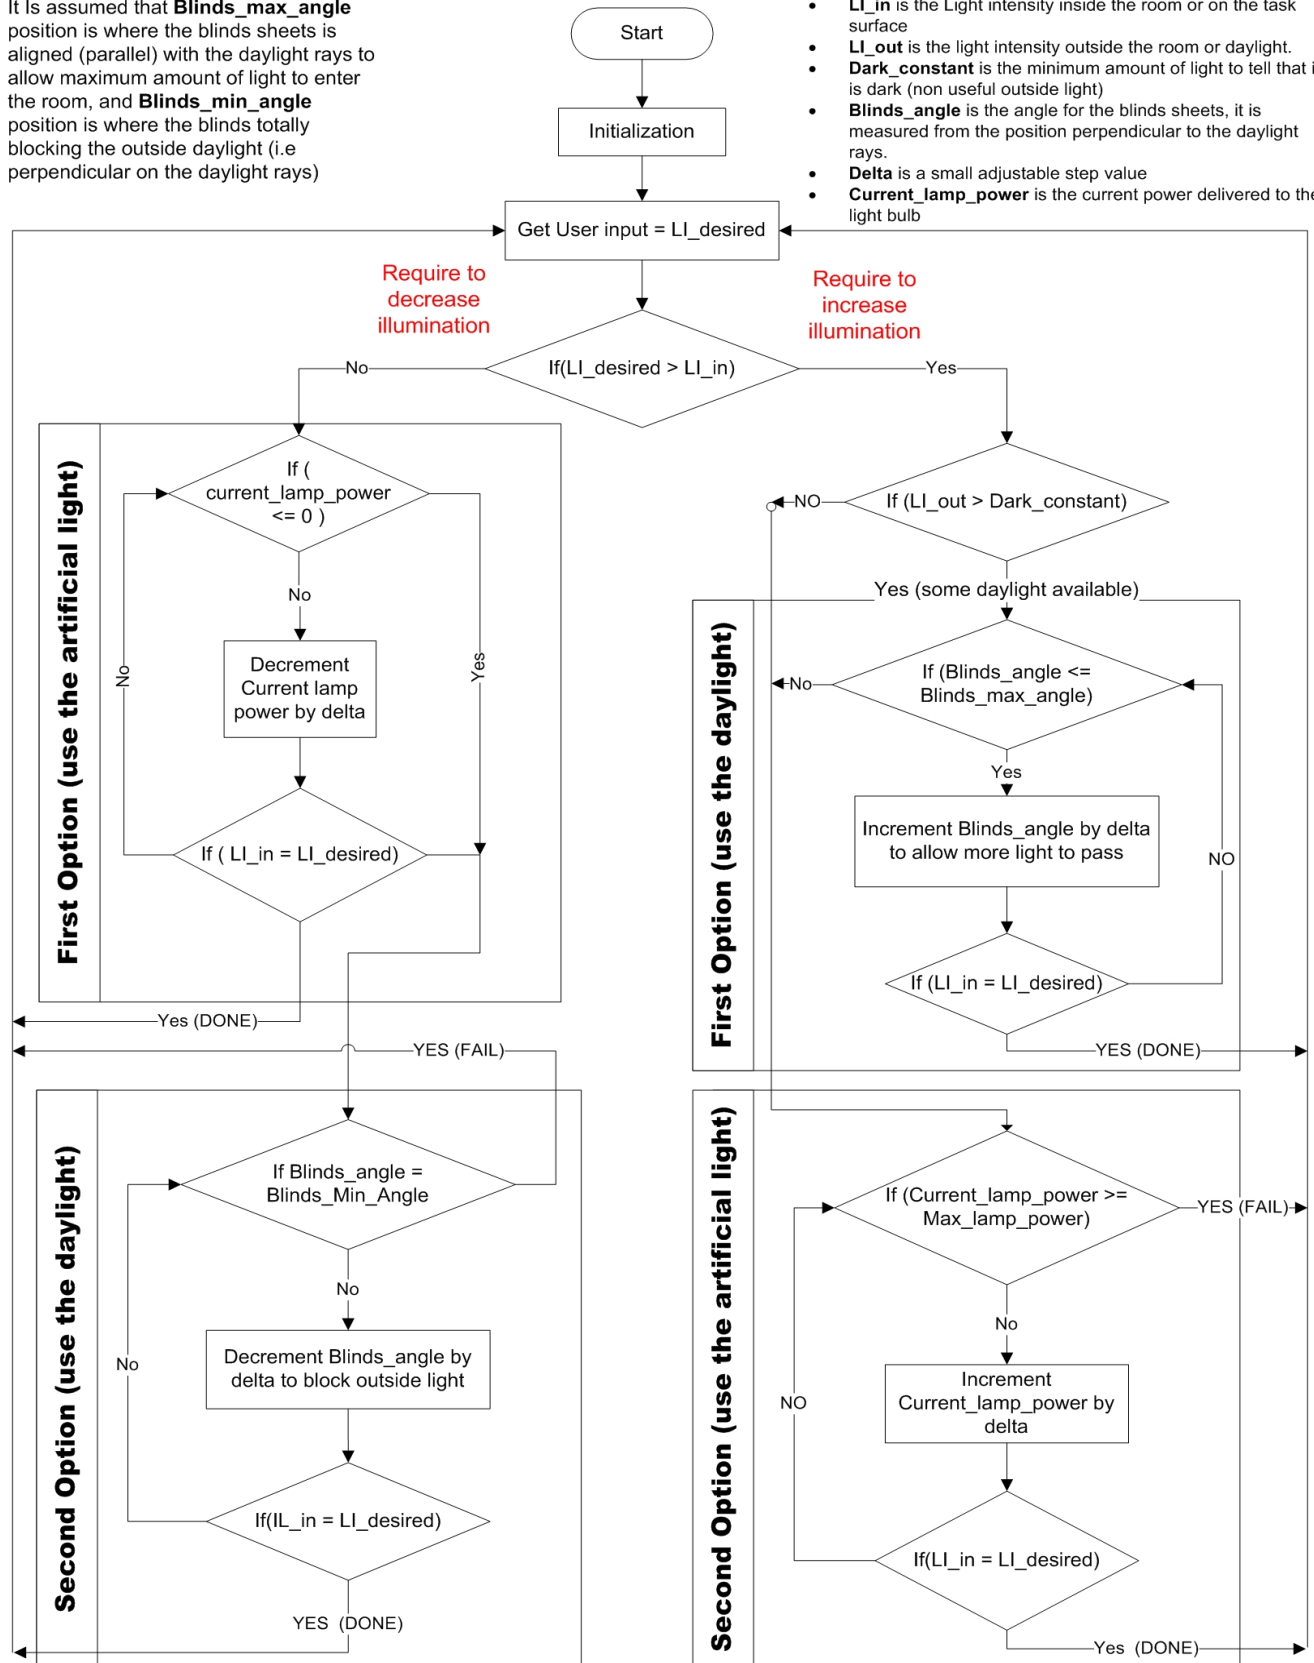 It Is assumed that Blinds_max_angle
position is where the blinds sheets is
aligned (parallel) with the daylight rays to
allow maximum amount of light to enter
the room, and Blinds_min_angle
position is where the blinds totally
blocking the outside daylight (i.e
perpendicular on the daylight rays)
Start
Initialization
• LI_in is the Light intensity inside the room or on the task
surface
• LI_out is the light intensity outside the room or daylight.
• Dark_constant is the minimum amount of light to tell that i
is dark (non useful outside light)
• Blinds_angle is the angle for the blinds sheets, it is
measured from the position perpendicular to the daylight
rays.
• Delta is a small adjustable step value
• Current_lamp_power is the current power delivered to the
light bulb
Get User input = LI_desired
Require to
decrease
illumination
Require to
increase
illumination
If(LI_desired > LI_in)
No
Yes
First Option (use the artificial light)
If (
current_lamp_power
<= 0 )
No
Yes
No
Decrement
Current lamp
power by delta
If ( LI_in = LI_desired)
Yes (DONE)
YES (FAIL)
Second Option (use the daylight)
If Blinds_angle =
Blinds_Min_Angle
No
Decrement Blinds_angle by
delta to block outside light
No
If(IL_in = LI_desired)
YES (DONE)
If (LI_out > Dark_constant)
NO
Yes (some daylight available)
First Option (use the daylight)
If (Blinds_angle <=
Blinds_max_angle)
No
Yes
Increment Blinds_angle by delta
to allow more light to pass
NO
If (LI_in = LI_desired)
YES (DONE)
Second Option (use the artificial light)
If (Current_lamp_power >=
Max_lamp_power)
YES (FAIL)
No
Increment
Current_lamp_power by
delta
NO
If(LI_in = LI_desired)
Yes (DONE)